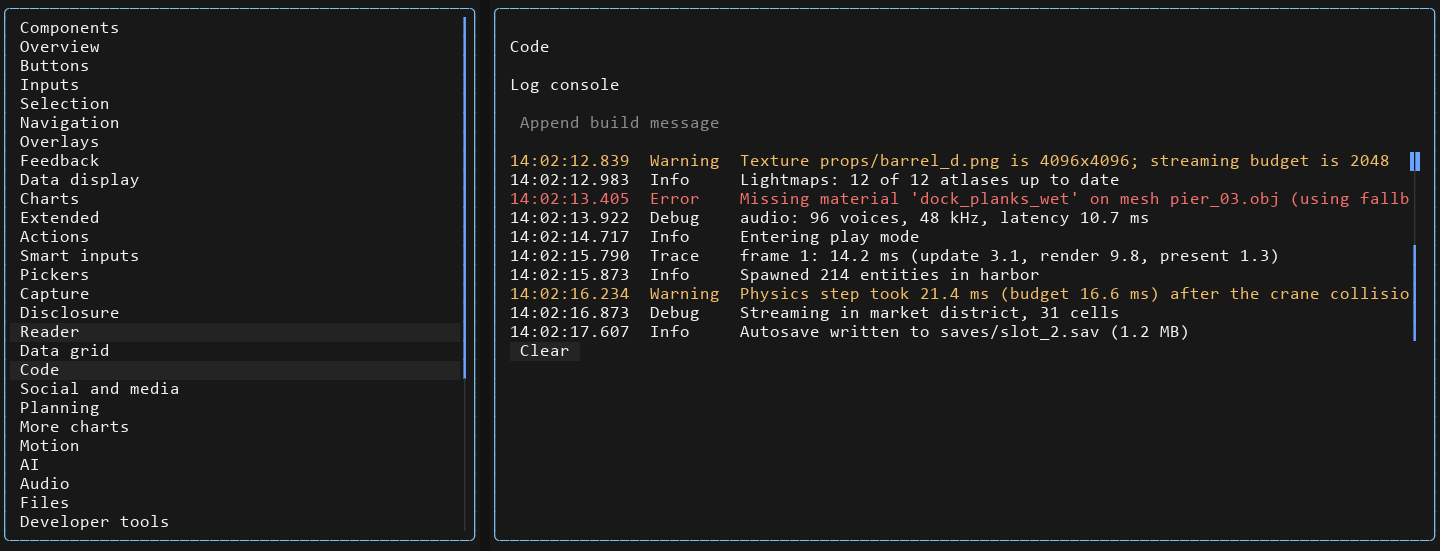 Components
Overview
Buttons
Inputs
Selection
Navigation
Overlays
Feedback
Data display
Charts
Extended
Actions
Smart inputs
Pickers
Capture
Disclosure
Reader
Data grid
Code
Social and media
Planning
More charts
Motion
AI
Audio
Files
Developer tools
Code
Log console
Append build message
14:02:12.839 Warning Texture props/barrel_d.png is 4096x4096; streaming budget is 2048
14:02:12.983 Info Lightmaps: 12 of 12 atlases up to date
14:02:13.405 Error Missing material 'dock_planks_wet' on mesh pier_03.obj (using fallb
14:02:13.922 Debug audio: 96 voices, 48 kHz, latency 10.7 ms
14:02:14.717 Info Entering play mode
14:02:15.790 Trace frame 1: 14.2 ms (update 3.1, render 9.8, present 1.3)
14:02:15.873 Info Spawned 214 entities in harbor
14:02:16.234 Warning Physics step took 21.4 ms (budget 16.6 ms) after the crane collisio
14:02:16.873 Debug Streaming in market district, 31 cells
14:02:17.607 Info Autosave written to saves/slot_2.sav (1.2 MB)
Clear